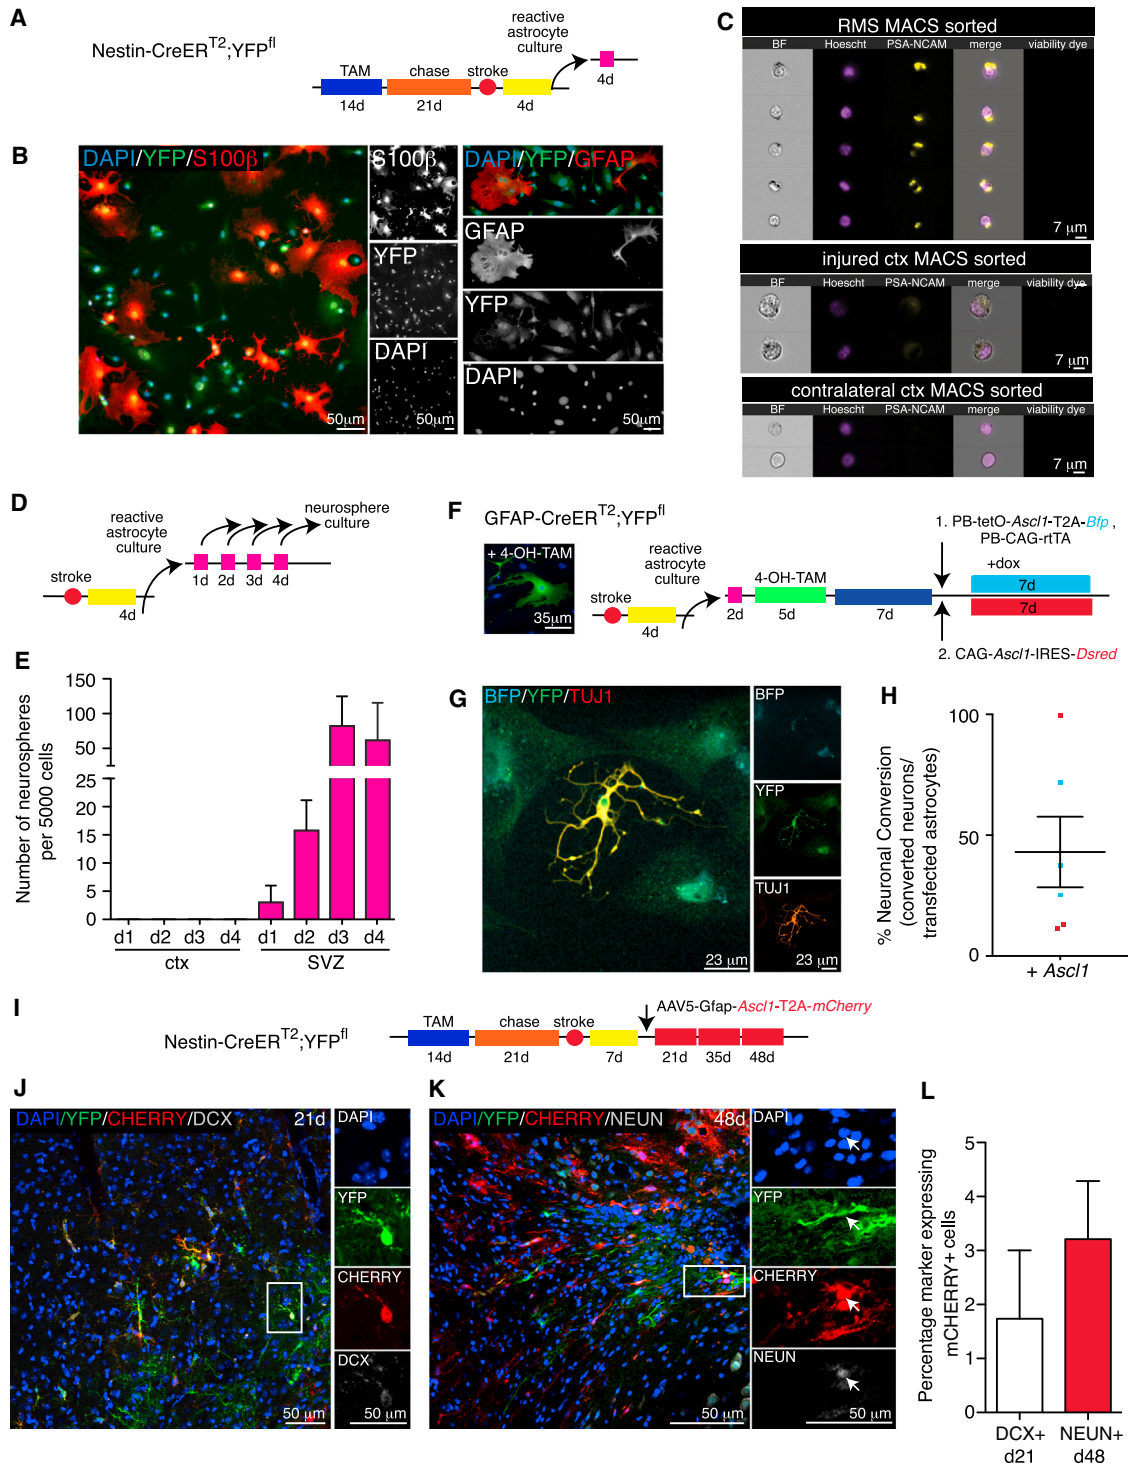 A
Nestin-CreER^T2;YFP^fl
reactive
astrocyte
culture
TAM
chase
stroke
14d
21d
4d
4d
B
DAPI/YFP/S100β
50µm
S100β
YFP
DAPI
50µm
DAPI/YFP/GFAP
GFAP
YFP
DAPI
50µm
C
RMS MACS sorted
BF Hoescht PSA-NCAM merge viability dye
7 µm
injured ctx MACS sorted
BF Hoescht PSA-NCAM merge viability dye
7 µm
contralateral ctx MACS sorted
BF Hoescht PSA-NCAM merge viability dye
7 µm
D
reactive
astrocyte
culture
neurosphere
culture
stroke
4d
1d 2d 3d 4d
E
Number of neurospheres
per 5000 cells
150
100
50
25
20
15
10
5
0
d1 d2 d3 d4 d1 d2 d3 d4
ctx SVZ
F
GFAP-CreER^T2;YFP^fl
+ 4-OH-TAM
35µm
reactive
astrocyte
culture
stroke
4d
2d
4-OH-TAM
5d
7d
1. PB-tetO-Ascl1-T2A-Bfp ,
PB-CAG-rtTA
+dox
7d
7d
2. CAG-Ascl1-IRES-Dsred
G
BFP/YFP/TUJ1
23 µm
BFP
YFP
TUJ1
23 µm
H
% Neuronal Conversion
(converted neurons/
transfected astrocytes)
100
50
0
+ Ascl1
I
Nestin-CreER^T2;YFP^fl
TAM
chase
stroke
AAV5-Gfap-Ascl1-T2A-mCherry
14d
21d
7d
21d
35d
48d
J
DAPI/YFP/CHERRY/DCX 21d
50 µm
DAPI
YFP
CHERRY
DCX
50 µm
K
DAPI/YFP/CHERRY/NEUN 48d
50 µm
DAPI
YFP
CHERRY
NEUN
50 µm
L
Percentage marker expressing
mCHERRY+ cells
5
4
3
2
1
0
DCX+
d21
NEUN+
d48